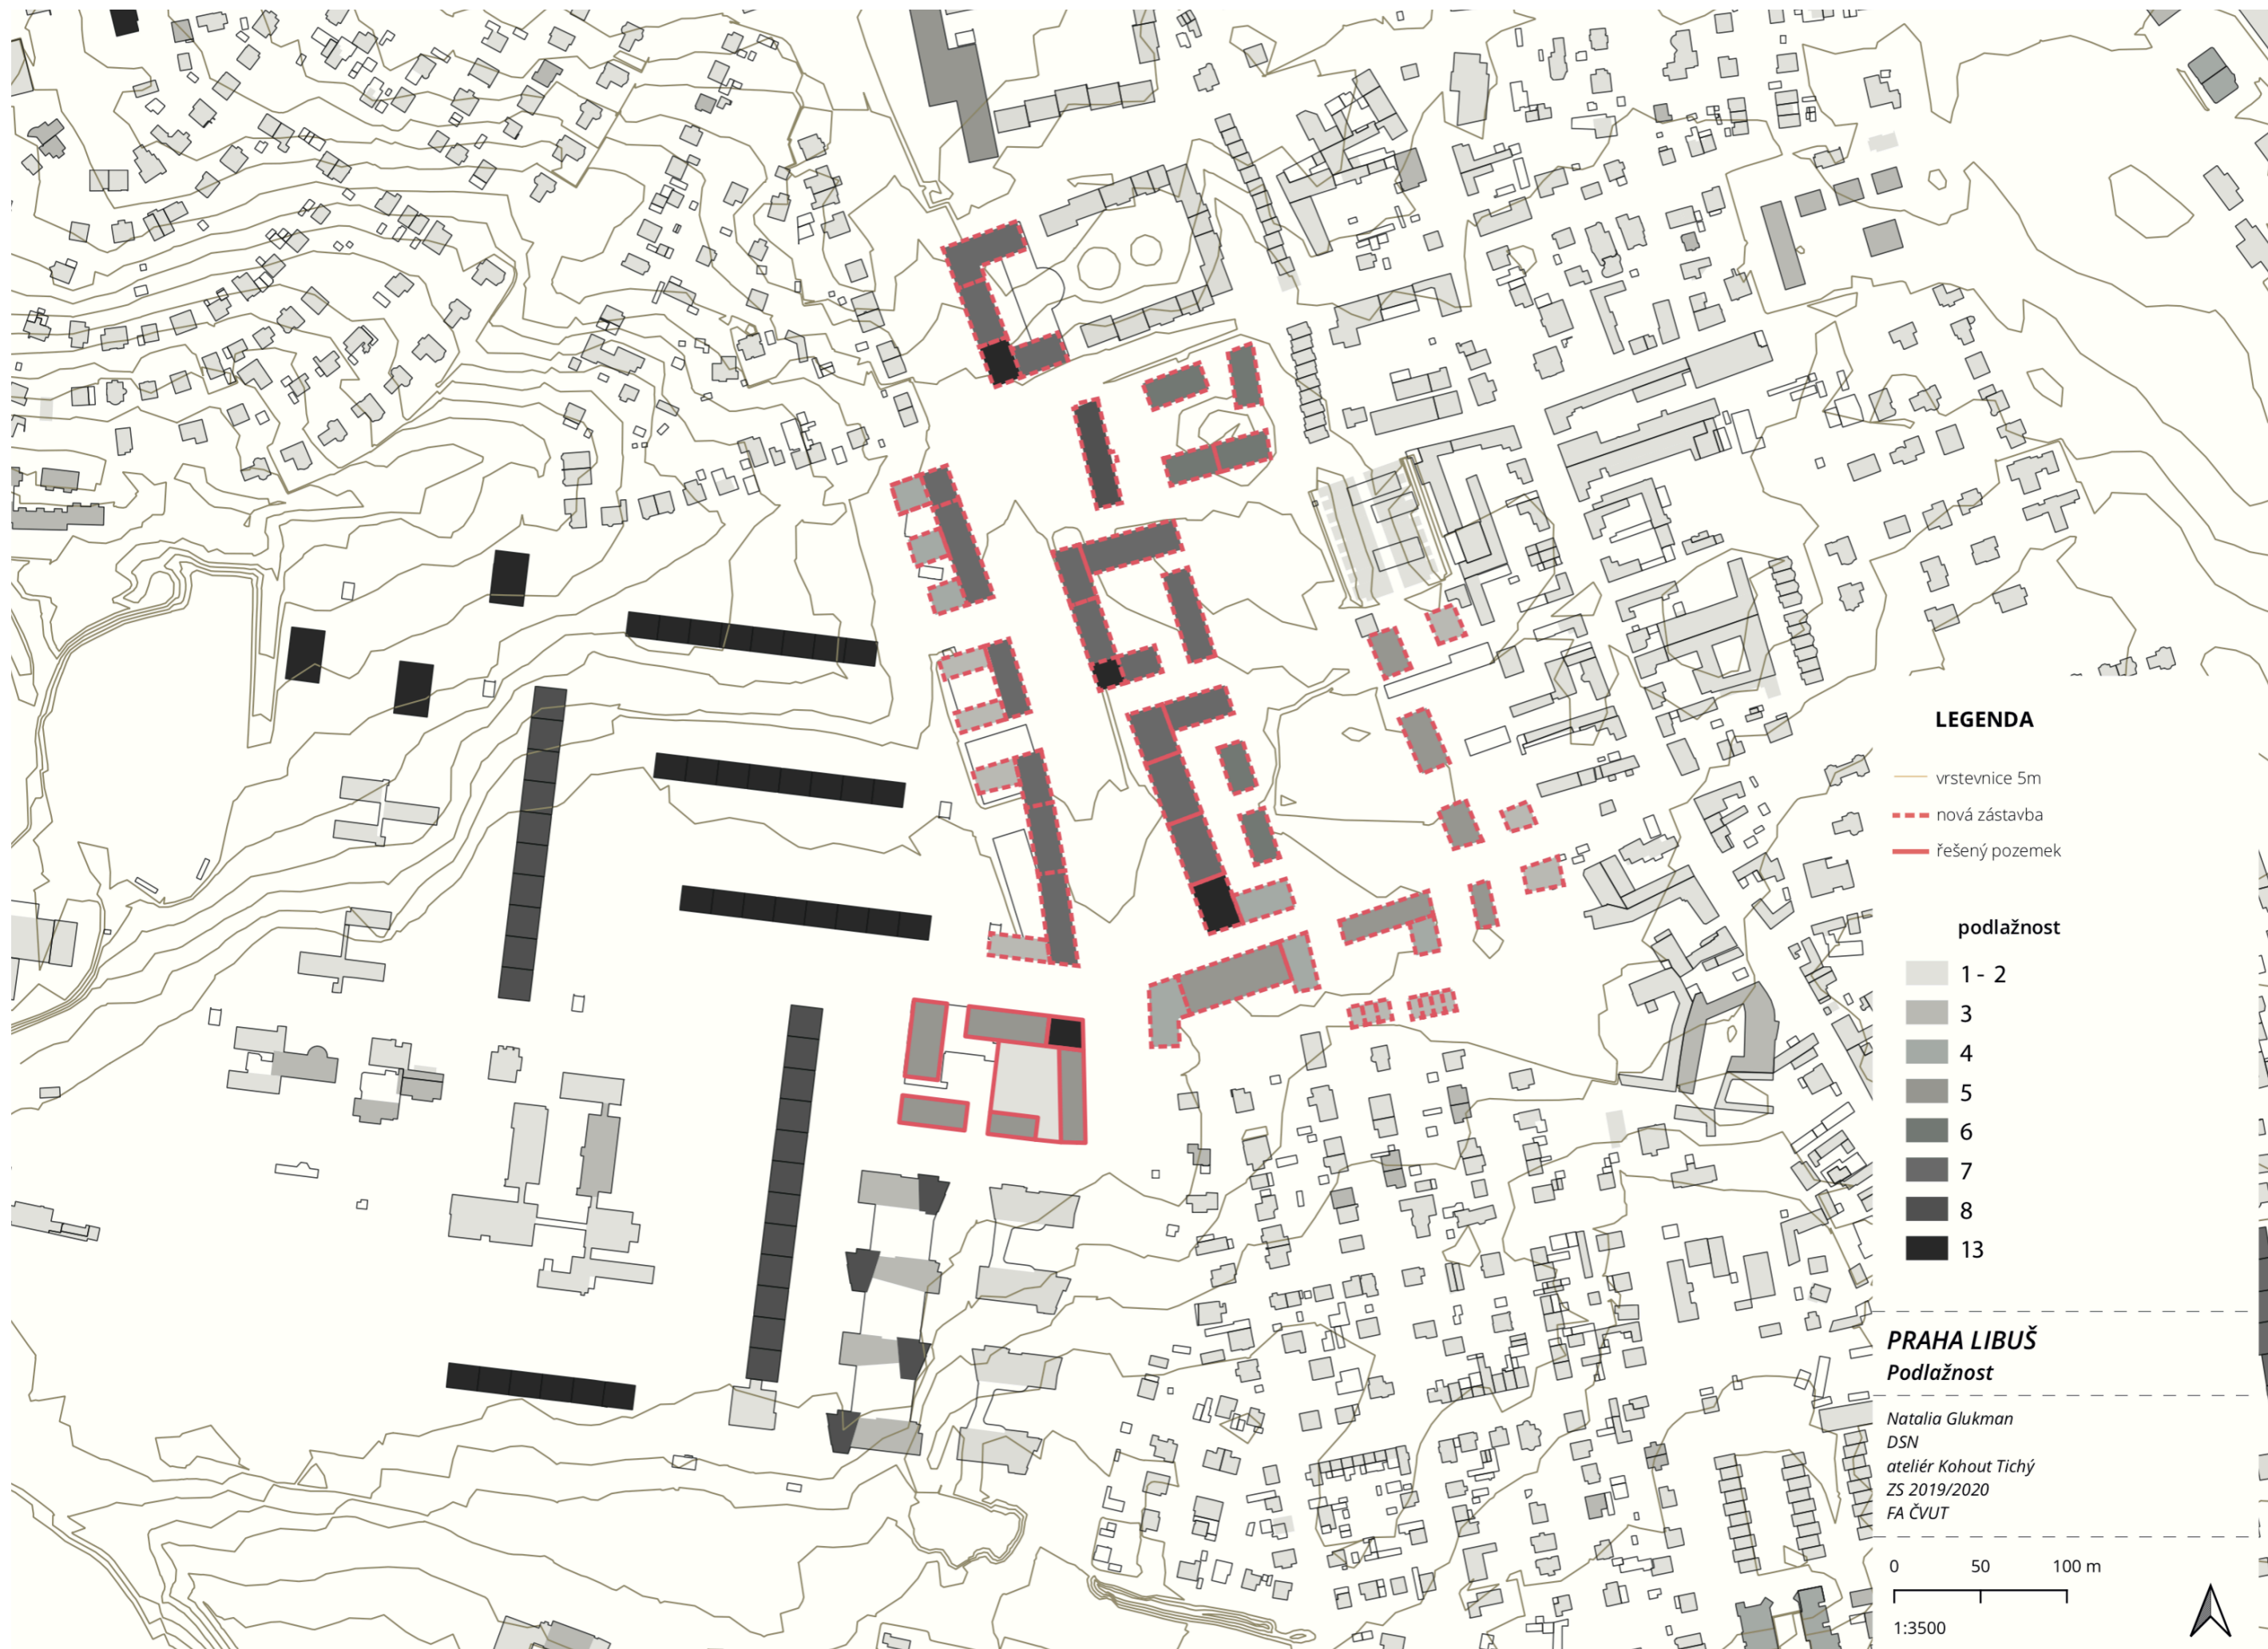 LEGENDA
vrstevnice 5m
nová zástavba
řešený pozemek
podlažnost
1 - 2
3
4
5
6
7
8
13
PRAHA LIBUŠ
Podlažnost
Natalia Glukman
DSN
ateliér Kohout Tichý
ZS 2019/2020
FA ČVUT
0 50 100 m
1:3500